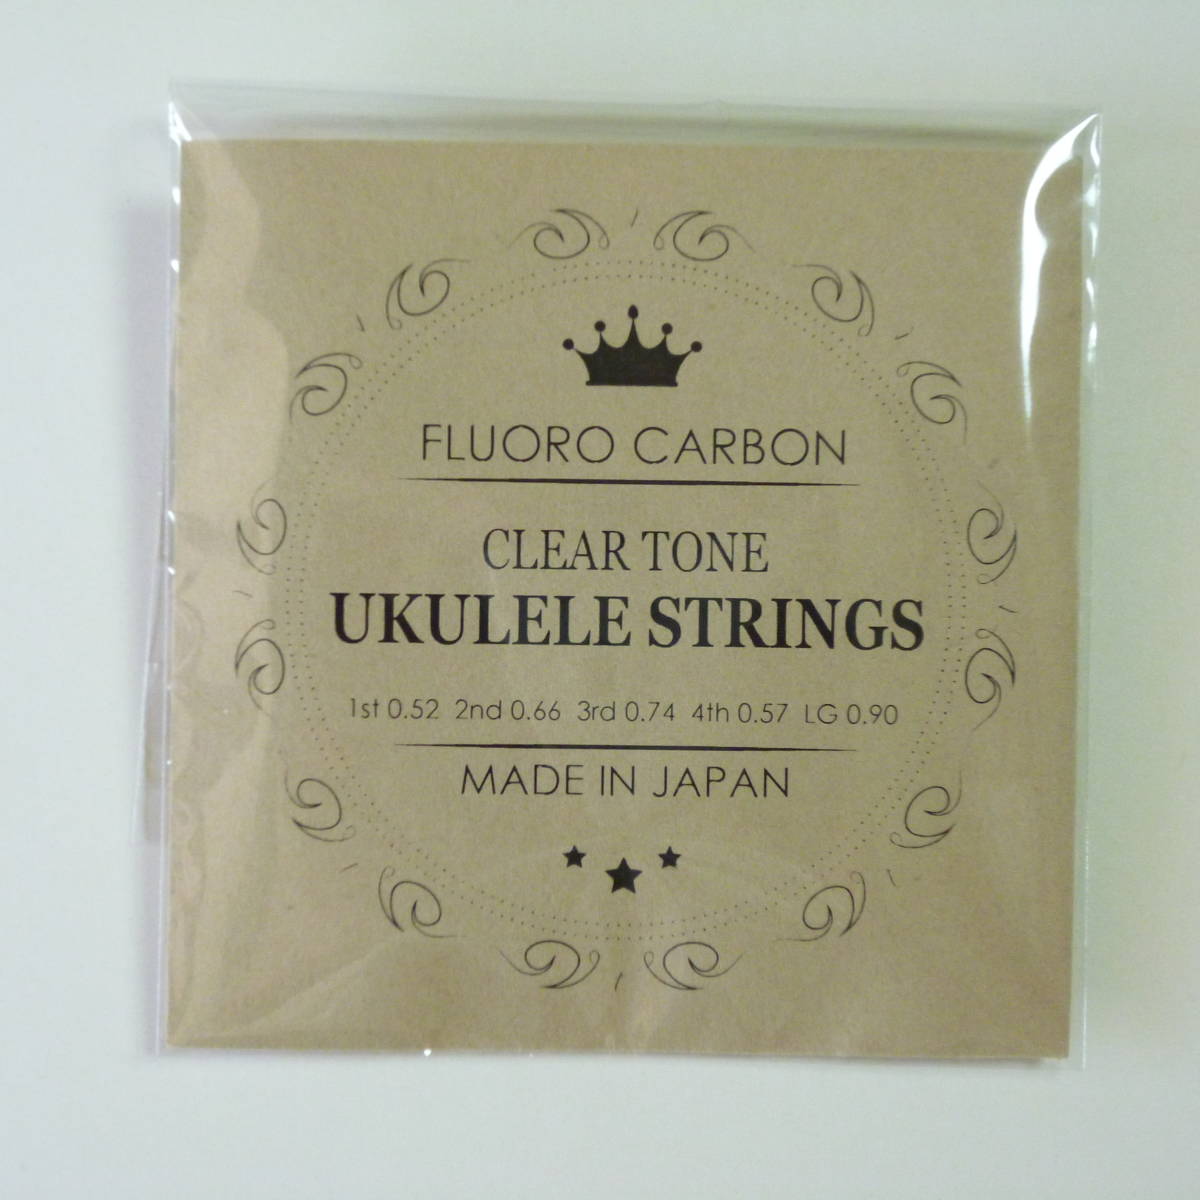 FLUORO CARBON
CLEAR TONE
UKULELE STRINGS
1st 0.52 2nd 0.66 3rd 0.74 4th 0.57 LG 0.90
MADE IN JAPAN